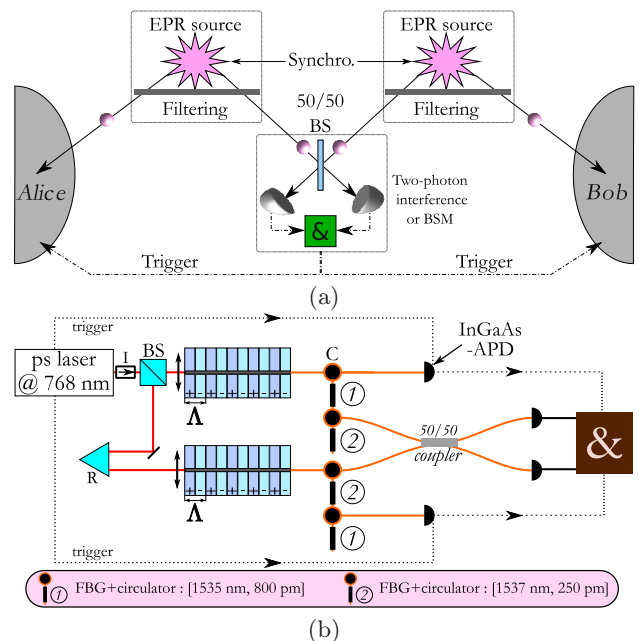 EPR source
EPR source
Synchro.
Filtering
50/50
BS
Filtering
Alice
Two-photon
interference
or BSM
Bob
&
Trigger
Trigger
(a)
trigger
InGaAs
-APD
ps laser
@ 768 nm
I
BS
C
+ - + - + - + -
Λ
1
2
50/50
coupler
&
R
2
+ - + - + - + -
Λ
1
trigger
1 FBG+circulator : [1535 nm, 800 pm]
2 FBG+circulator : [1537 nm, 250 pm]
(b)